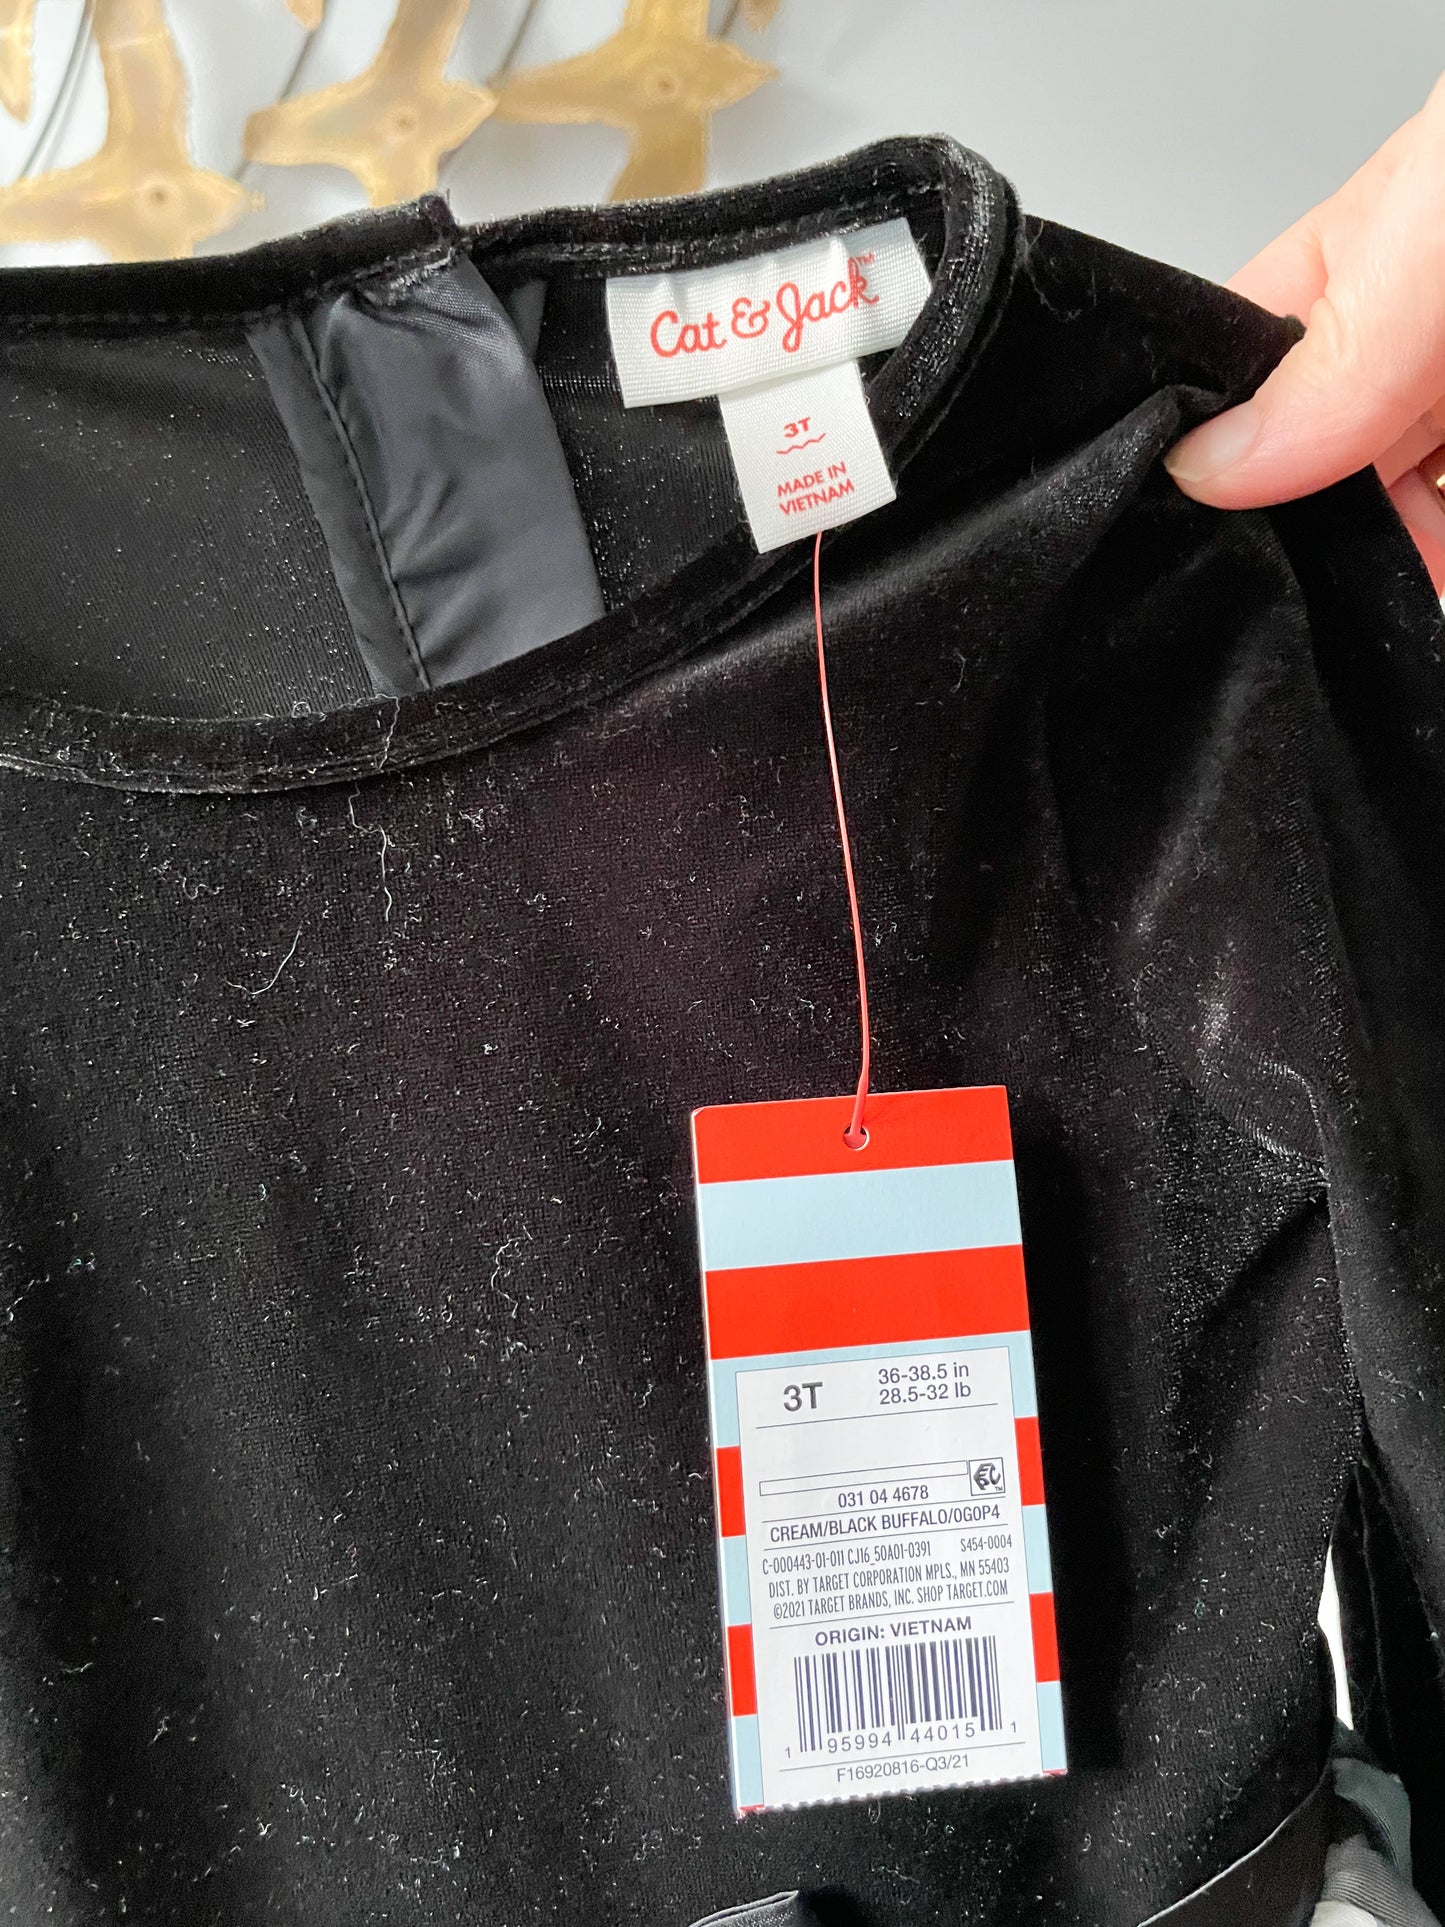 Cat & Jack™
3T
MADE IN
VIETNAM
3T
36-38.5 in
28.5-32 lb
031 04 4678
CREAM/BLACK BUFFALO/0G0P4
C-000443-01-011 CJ16_50A01-0391 S454-0004
DIST. BY TARGET CORPORATION MPLS., MN 55403
©2021 TARGET BRANDS, INC. SHOP TARGET.COM
ORIGIN: VIETNAM
1 95994 44015 1
F16920816-Q3/21